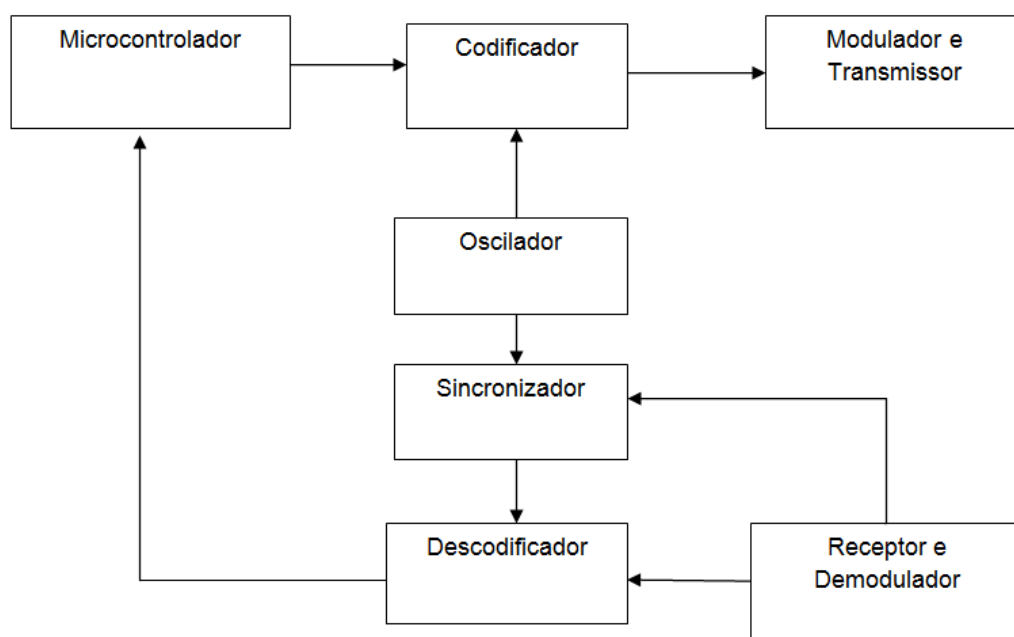 Microcontrolador
Codificador
Modulador e
Transmissor
Oscilador
Sincronizador
Descodificador
Receptor e
Demodulador